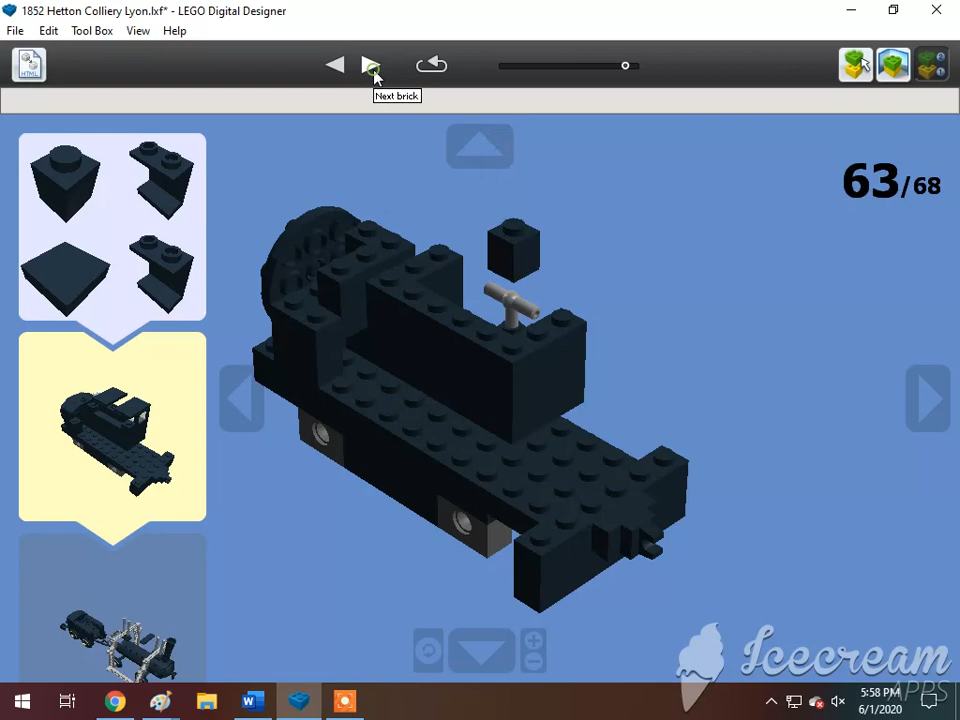 1852 Hetton Colliery Lyon.lxf* - LEGO Digital Designer
File Edit Tool Box View Help
HTML
Next brick
63/68
Icecream
APPS
5:58 PM
6/1/2020